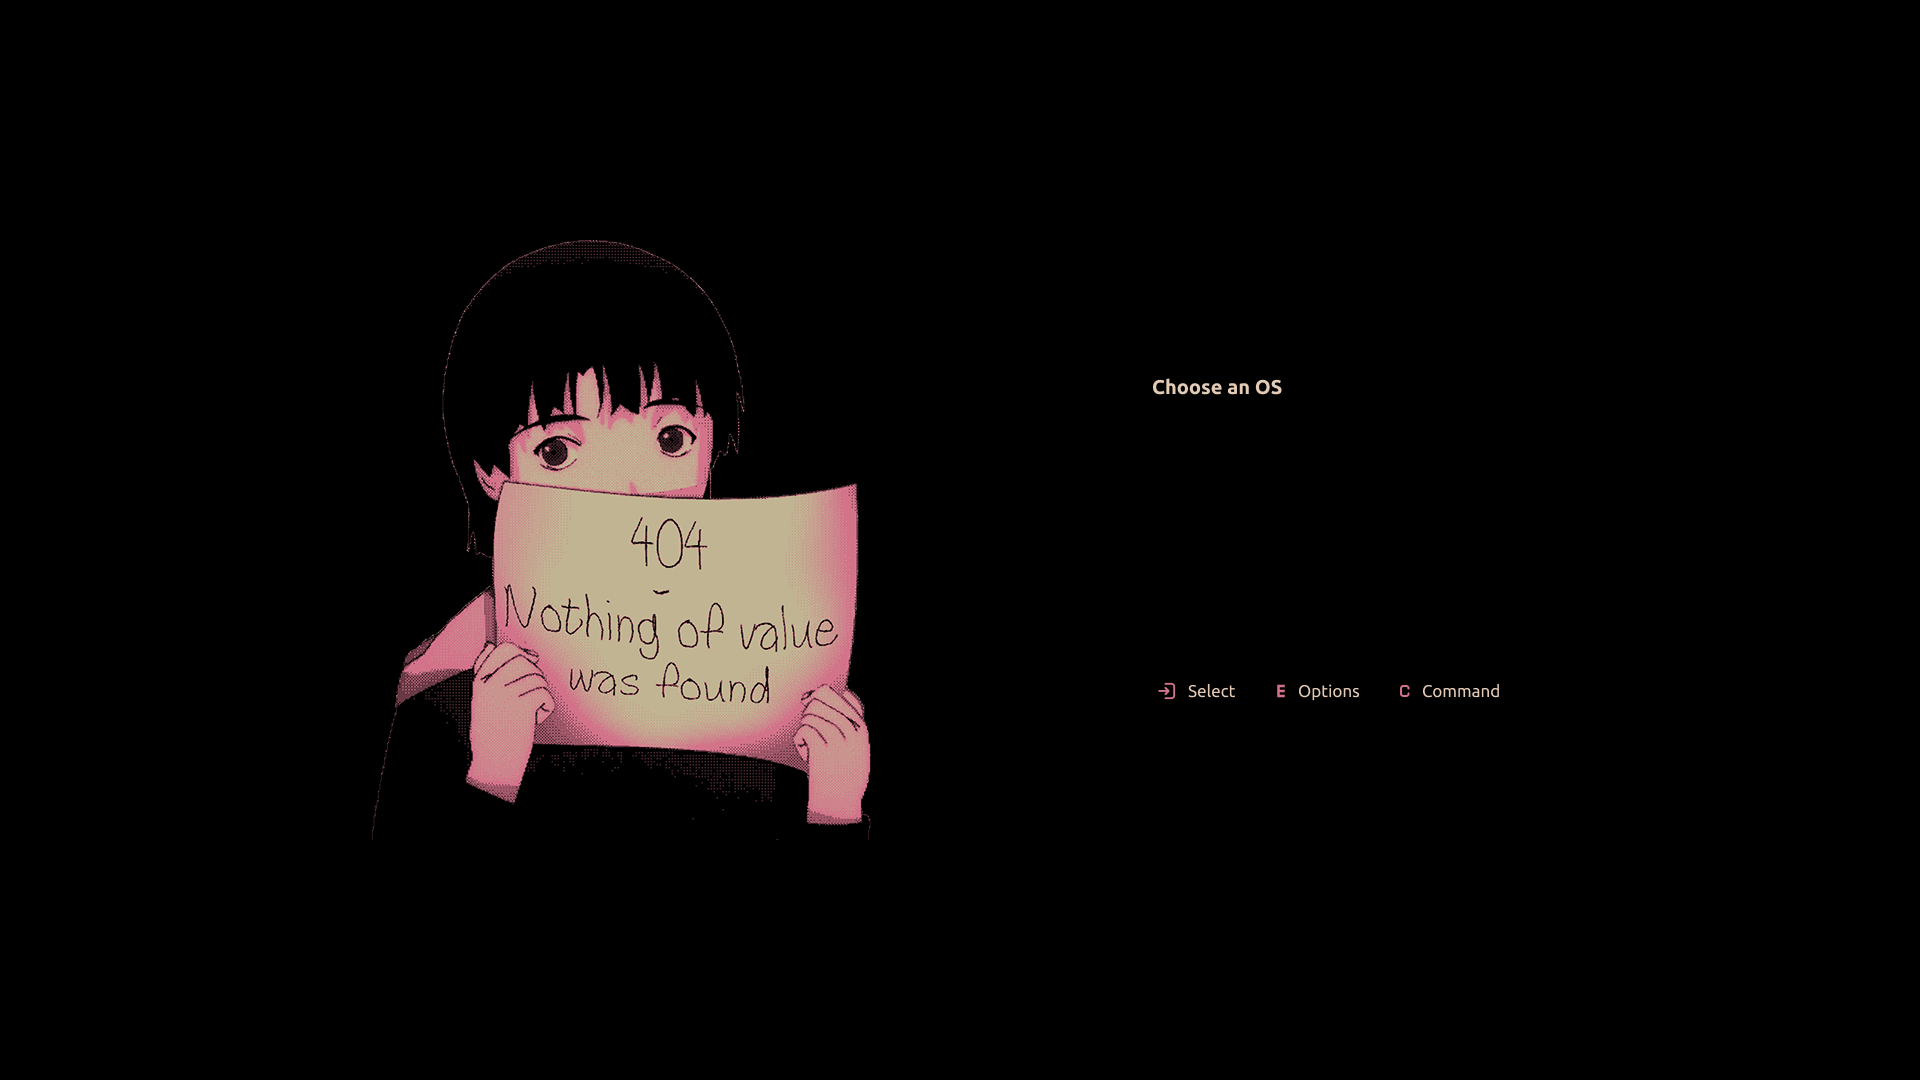 404
Nothing of value
was found
Choose an OS
Select E Options C Command